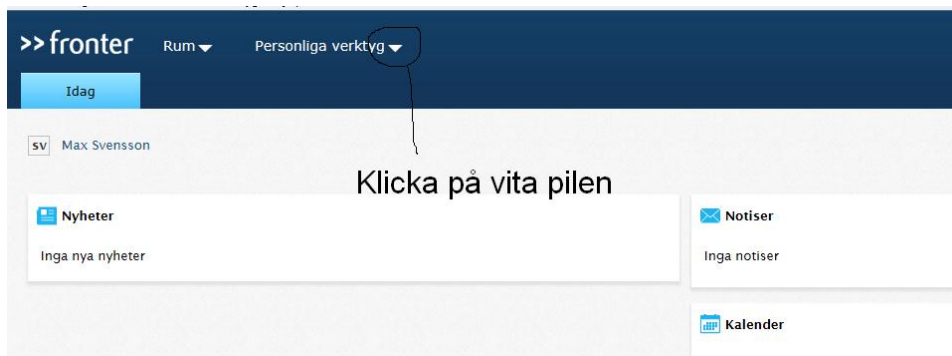 >> fronter Rum Personliga verktyg
Idag
sv Max Svensson
Klicka på vita pilen
Nyheter
Inga nya nyheter
Notiser
Inga notiser
Kalender